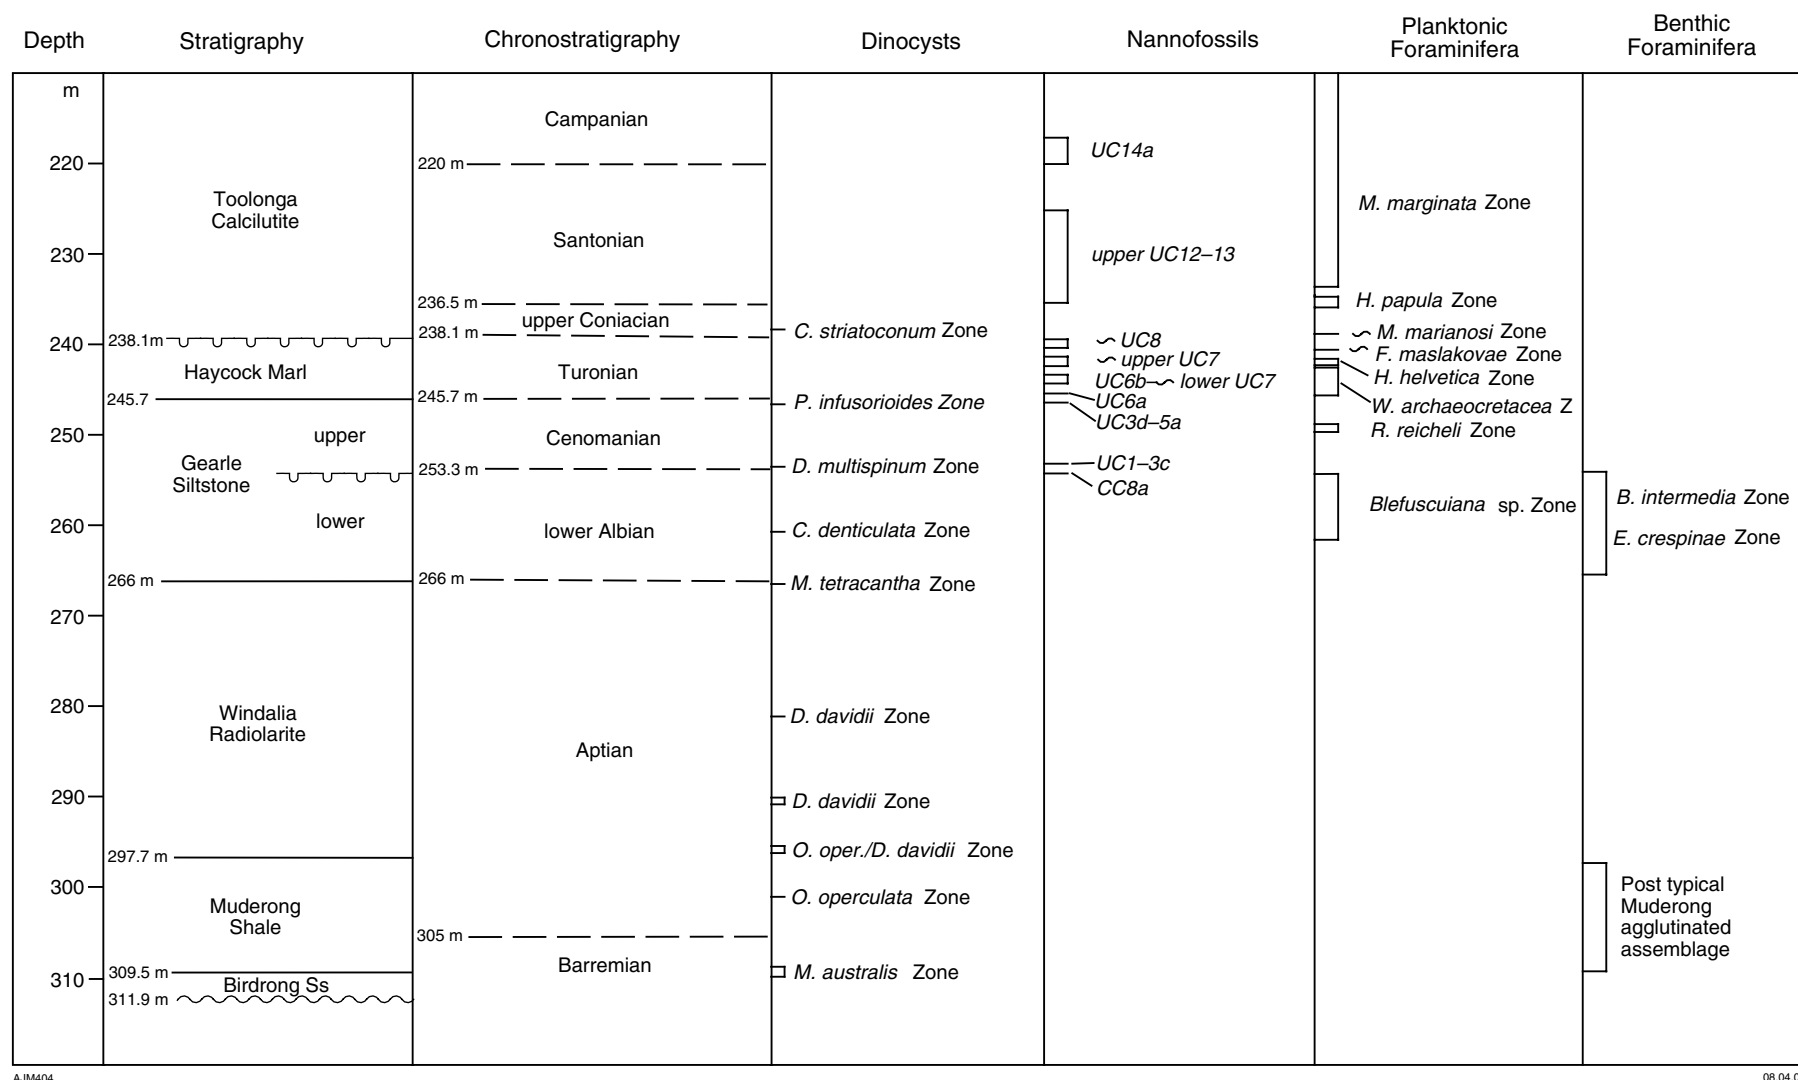 Depth
Stratigraphy
Chronostratigraphy
Dinocysts
Nannofossils
Planktonic
Foraminifera
Benthic
Foraminifera
m
220
230
240
250
260
270
280
290
300
310
Toolonga
Calcilutite
238.1m
Haycock Marl
245.7
upper
Gearle
Siltstone
lower
266 m
Windalia
Radiolarite
297.7 m
Muderong
Shale
309.5 m
Birdrong Ss
311.9 m
Campanian
220 m
Santonian
236.5 m
upper Coniacian
238.1 m
Turonian
245.7 m
Cenomanian
253.3 m
lower Albian
266 m
Aptian
305 m
Barremian
C. striatoconum Zone
P. infusorioides Zone
D. multispinum Zone
C. denticulata Zone
M. tetracantha Zone
D. davidii Zone
D. davidii Zone
O. oper./D. davidii Zone
O. operculata Zone
M. australis Zone
UC14a
upper UC12–13
~ UC8
~ upper UC7
UC6b–~ lower UC7
UC6a
UC3d–5a
UC1–3c
CC8a
M. marginata Zone
H. papula Zone
~ M. marianosi Zone
~ F. maslakovae Zone
H. helvetica Zone
W. archaeocretacea Z
R. reicheli Zone
Blefuscuiana sp. Zone
B. intermedia Zone
E. crespinae Zone
Post typical
Muderong
agglutinated
assemblage
AJM404
08.04.0